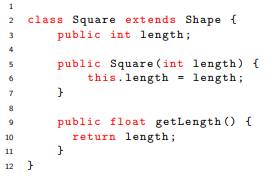 1
2 class Square extends Shape {
3     public int length;
4
5     public Square(int length) {
6         this.length = length;
7     }
8
9     public float getLength() {
10       return length;
11     }
12 }